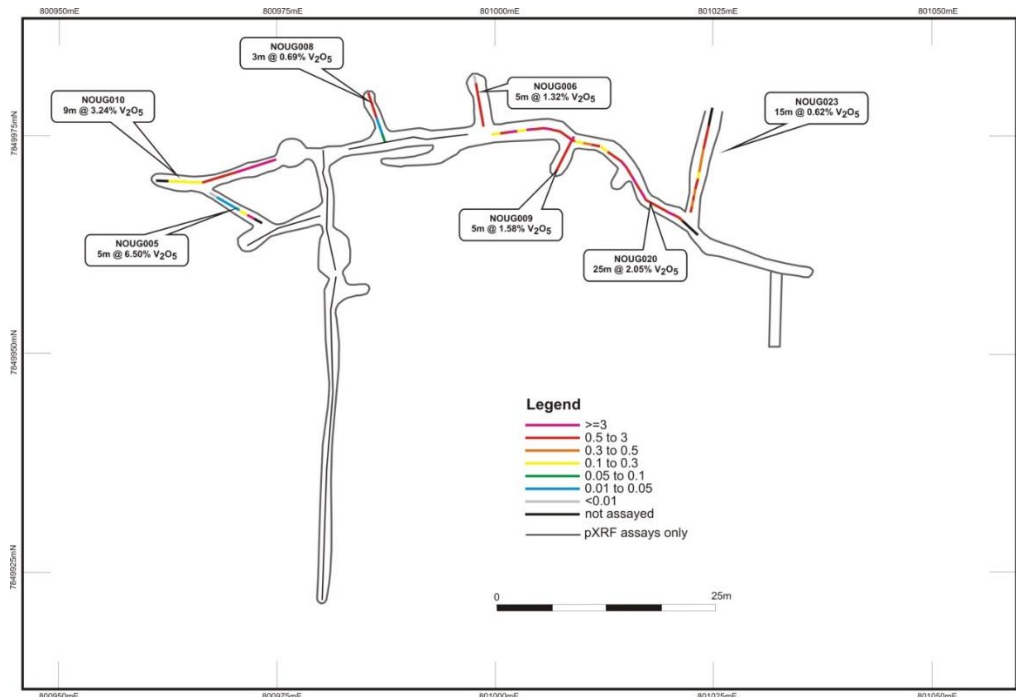 800950mE
800975mE
801000mE
801025mE
801050mE
NOUG008
3m @ 0.69% V₂O₅
NOUG010
9m @ 3.24% V₂O₅
NOUG006
5m @ 1.32% V₂O₅
NOUG023
15m @ 0.62% V₂O₅
7849975mN
NOUG009
5m @ 1.58% V₂O₅
NOUG005
5m @ 6.50% V₂O₅
NOUG020
25m @ 2.05% V₂O₅
7849950mN
Legend
>=3
0.5 to 3
0.3 to 0.5
0.1 to 0.3
0.05 to 0.1
0.01 to 0.05
<0.01
not assayed
pXRF assays only
7849925mN
0
25m
800950mE
800975mE
801000mE
801025mE
801050mE